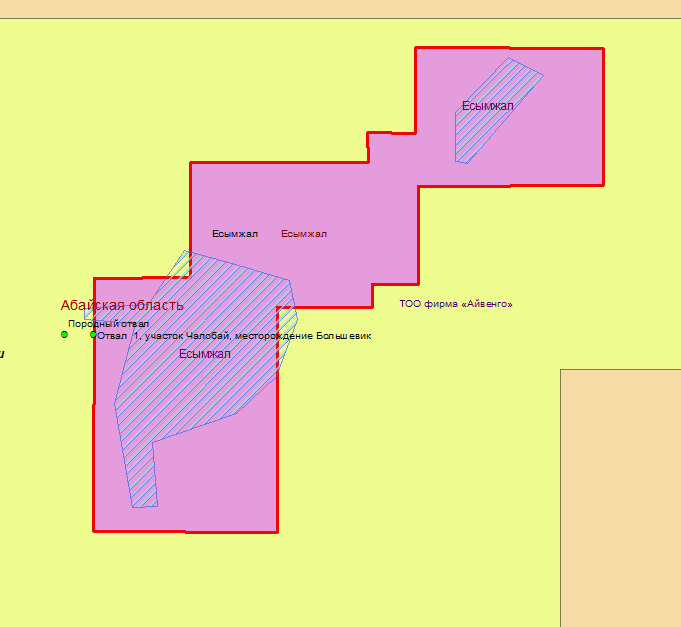 Есымжал
Есымжал Есымжал
Абайская область
ТОО фирма «Айвенго»
Породный отвал
Отвал 1, участок Чалобай, месторождение Большевик
Есымжал
и